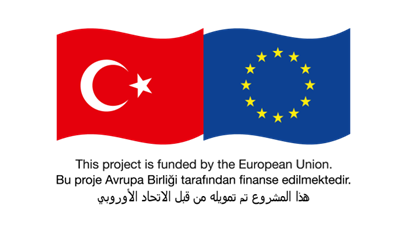 This project is funded by the European Union.
Bu proje Avrupa Birliği tarafından finanse edilmektedir.
هذا المشروع تم تمويله من قبل الاتحاد الأوروبي